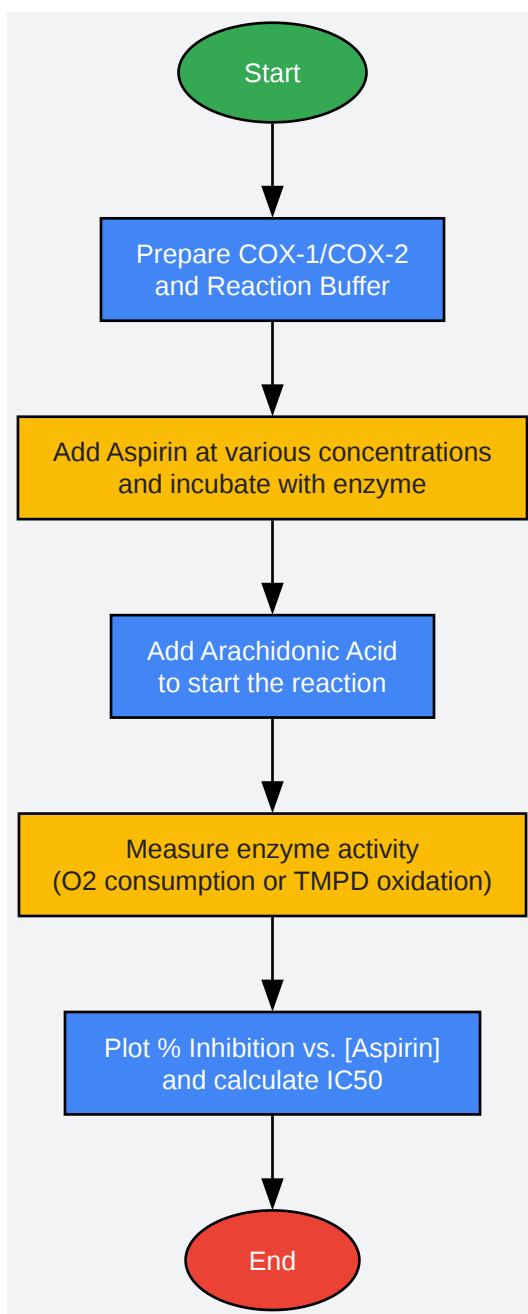 Start
Prepare COX-1/COX-2
and Reaction Buffer
Add Aspirin at various concentrations
and incubate with enzyme
Add Arachidonic Acid
to start the reaction
Measure enzyme activity
(O2 consumption or TMPD oxidation)
Plot % Inhibition vs. [Aspirin]
and calculate IC50
End